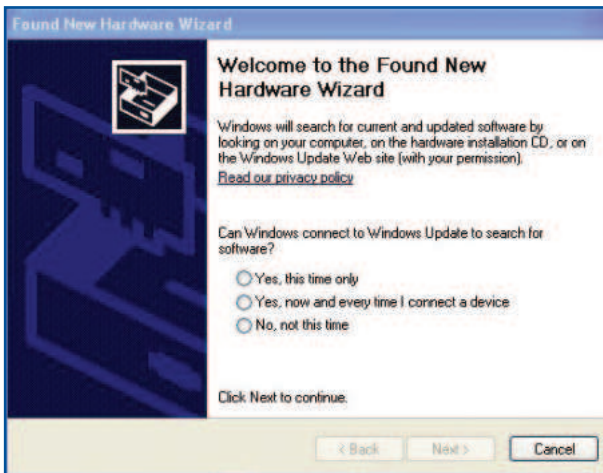 Found New Hardware Wizard
Welcome to the Found New
Hardware Wizard
Windows will search for current and updated software by
looking on your computer, on the hardware installation CD, or on
the Windows Update Web site (with your permission).
Read our privacy policy
Can Windows connect to Windows Update to search for
software?
Yes, this time only
Yes, now and every time I connect a device
No, not this time
Click Next to continue.
< Back Next > Cancel